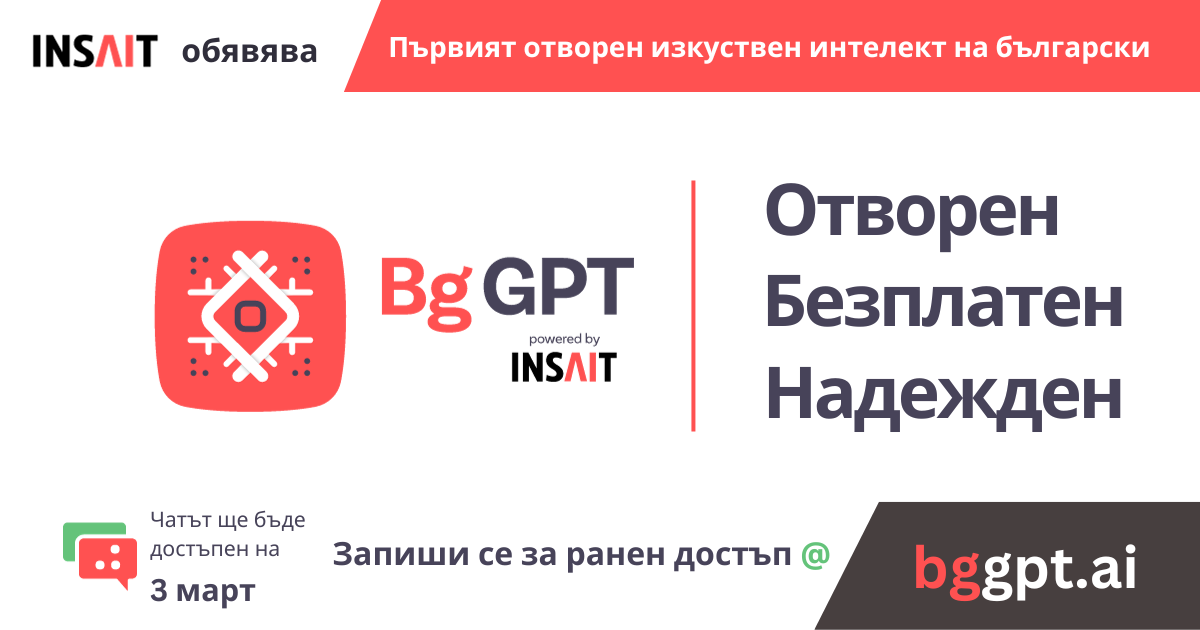 INSAIT обявява
Първият отворен изкуствен интелект на български
Bg GPT
powered by
INSAIT
Отворен
Безплатен
Надежден
Чатът ще бъде
достъпен на
3 март
Запиши се за ранен достъп @
bggpt.ai